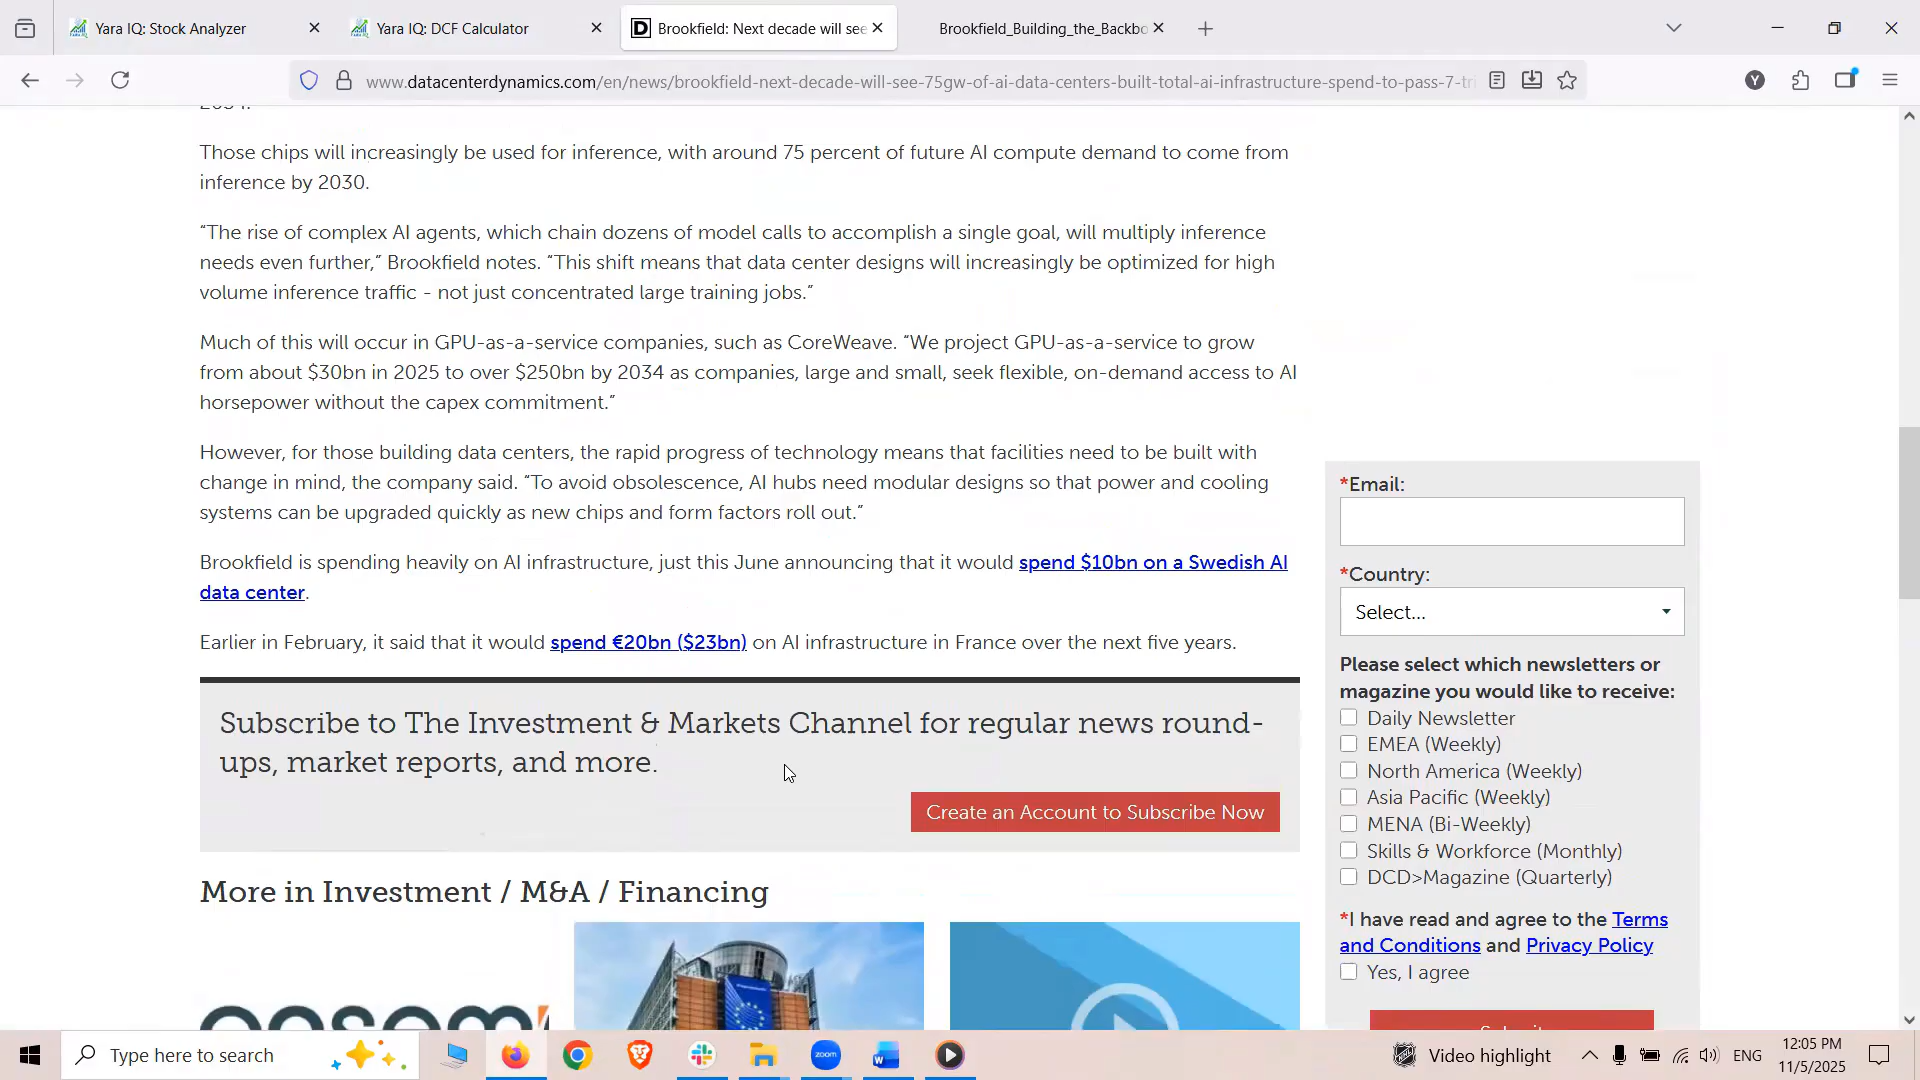 Yara IQ: Stock Analyzer
Yara IQ: DCF Calculator
Brookfield: Next decade will see
Brookfield_Building_the_Backbo
www.datacenterdynamics.com/en/news/brookfield-next-decade-will-see-75gw-of-ai-data-centers-built-total-ai-infrastructure-spend-to-pass-7-tr
Y
2034.
Those chips will increasingly be used for inference, with around 75 percent of future AI compute demand to come from
inference by 2030.
“The rise of complex AI agents, which chain dozens of model calls to accomplish a single goal, will multiply inference
needs even further,” Brookfield notes. “This shift means that data center designs will increasingly be optimized for high
volume inference traffic - not just concentrated large training jobs.”
Much of this will occur in GPU-as-a-service companies, such as CoreWeave. “We project GPU-as-a-service to grow
from about $30bn in 2025 to over $250bn by 2034 as companies, large and small, seek flexible, on-demand access to AI
horsepower without the capex commitment.”
However, for those building data centers, the rapid progress of technology means that facilities need to be built with
change in mind, the company said. “To avoid obsolescence, AI hubs need modular designs so that power and cooling
systems can be upgraded quickly as new chips and form factors roll out.”
Brookfield is spending heavily on AI infrastructure, just this June announcing that it would spend $10bn on a Swedish AI
data center.
Earlier in February, it said that it would spend €20bn ($23bn) on AI infrastructure in France over the next five years.
Subscribe to The Investment & Markets Channel for regular news round-
ups, market reports, and more.
Create an Account to Subscribe Now
More in Investment / M&A / Financing
*Email:
*Country:
Select...
Please select which newsletters or
magazine you would like to receive:
Daily Newsletter
EMEA (Weekly)
North America (Weekly)
Asia Pacific (Weekly)
MENA (Bi-Weekly)
Skills & Workforce (Monthly)
DCD>Magazine (Quarterly)
*I have read and agree to the Terms
and Conditions and Privacy Policy
Yes, I agree
Submit
Type here to search
zoom
Video highlight
ENG
12:05 PM
11/5/2025